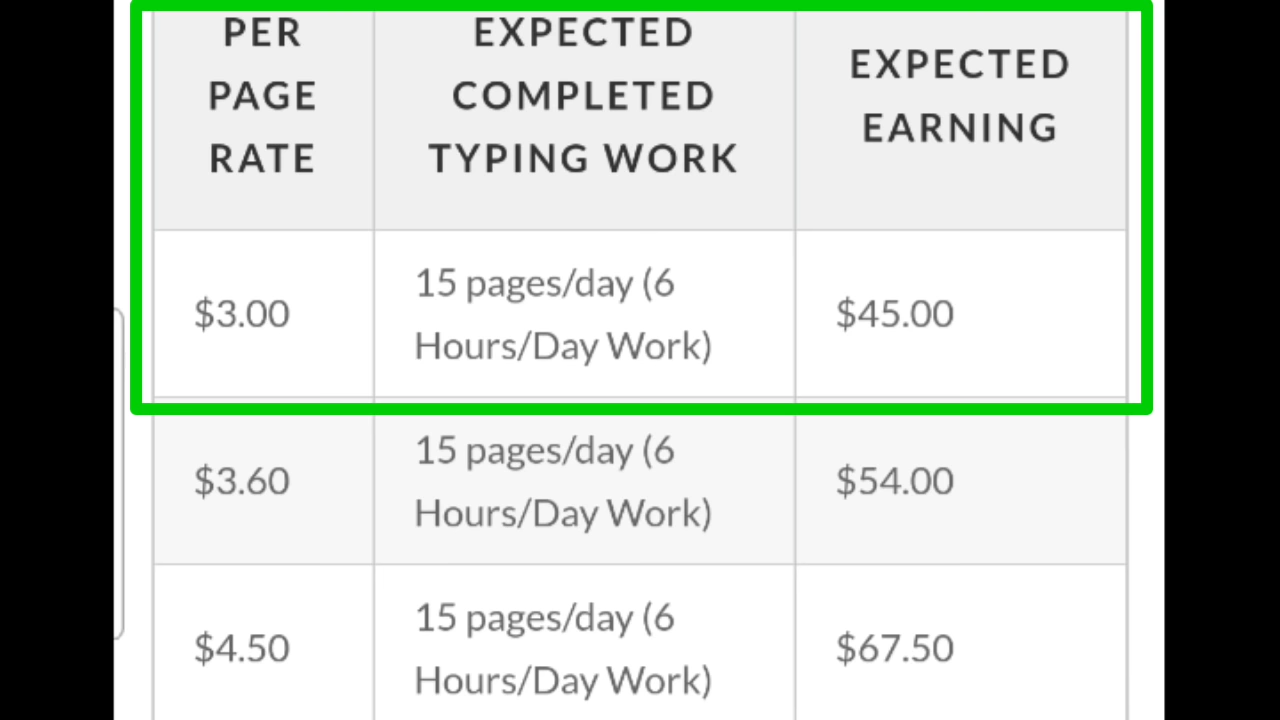 PER
PAGE
RATE
EXPECTED
COMPLETED
TYPING WORK
EXPECTED
EARNING
$3.00
15 pages/day (6
Hours/Day Work)
$45.00
$3.60
15 pages/day (6
Hours/Day Work)
$54.00
$4.50
15 pages/day (6
Hours/Day Work)
$67.50